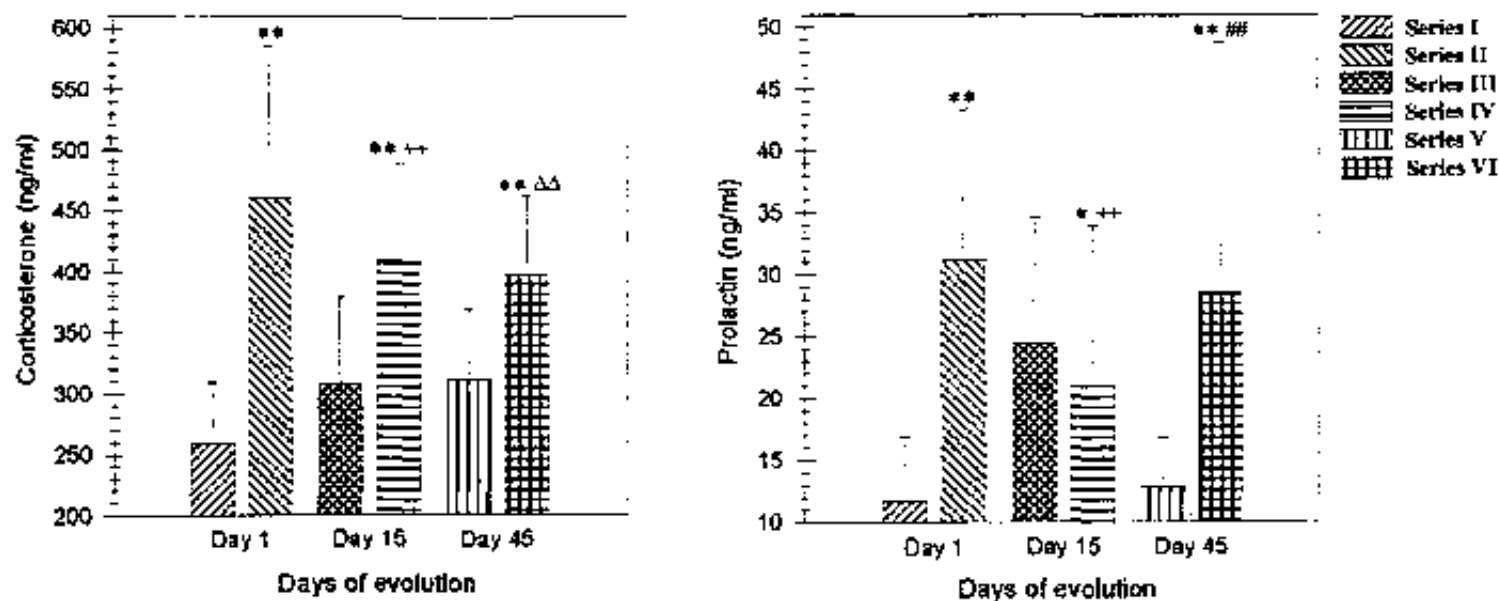 600
550
500
450
400
350
300
250
200
Corticosterone (ng/ml)
**
** ++
** ΔΔ
Day 1 Day 15 Day 45
Days of evolution
50
45
40
35
30
25
20
15
10
Prolactin (ng/ml)
**
* ++
** ##
Day 1 Day 15 Day 45
Days of evolution
Series I
Series II
Series III
Series IV
Series V
Series VI